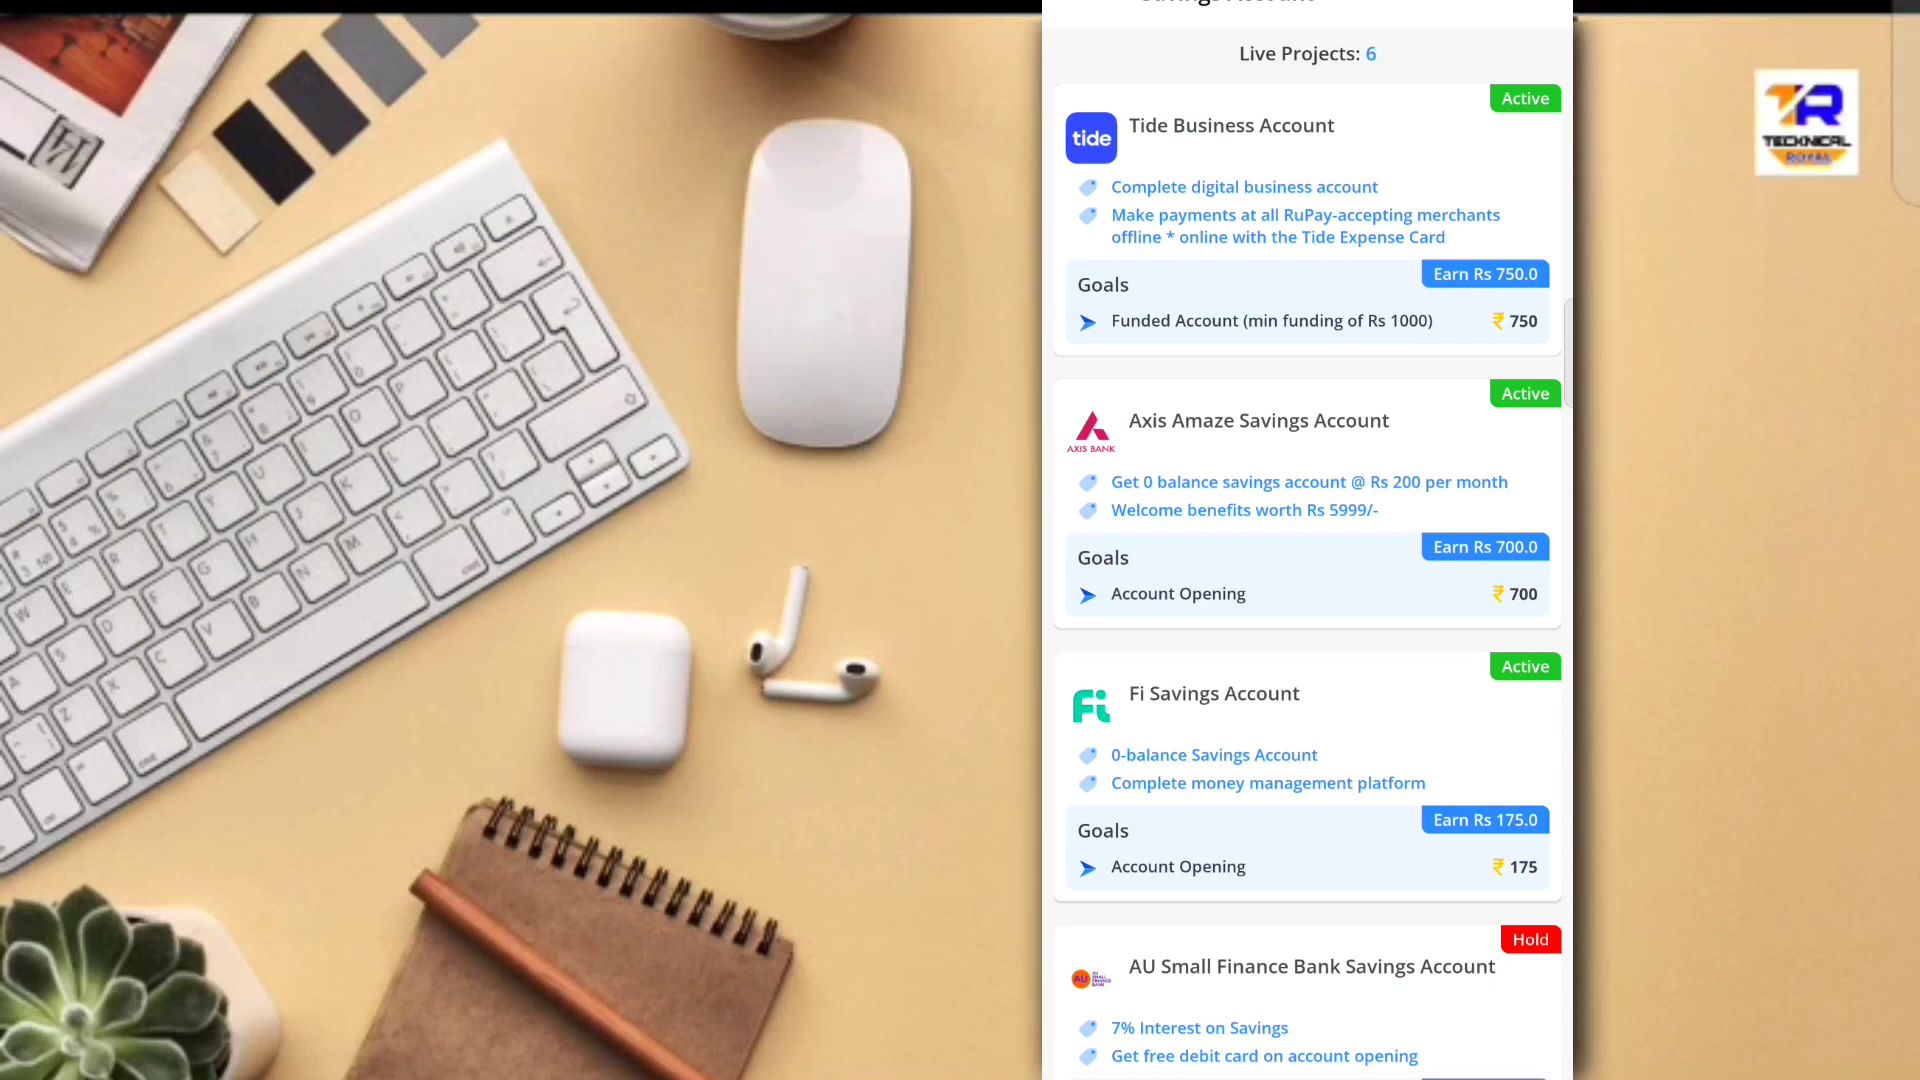 Live Projects: 6
Active
tide
Tide Business Account
Complete digital business account
Make payments at all RuPay-accepting merchants
offline * online with the Tide Expense Card
Earn Rs 750.0
Goals
Funded Account (min funding of Rs 1000)
₹ 750
Active
Axis Amaze Savings Account
AXIS BANK
Get 0 balance savings account @ Rs 200 per month
Welcome benefits worth Rs 5999/-
Earn Rs 700.0
Goals
Account Opening
₹ 700
Active
Fi
Fi Savings Account
0-balance Savings Account
Complete money management platform
Earn Rs 175.0
Goals
Account Opening
₹ 175
Hold
AU Small Finance Bank Savings Account
AU
7% Interest on Savings
Get free debit card on account opening
TR
TECKNICAL
ROYAL